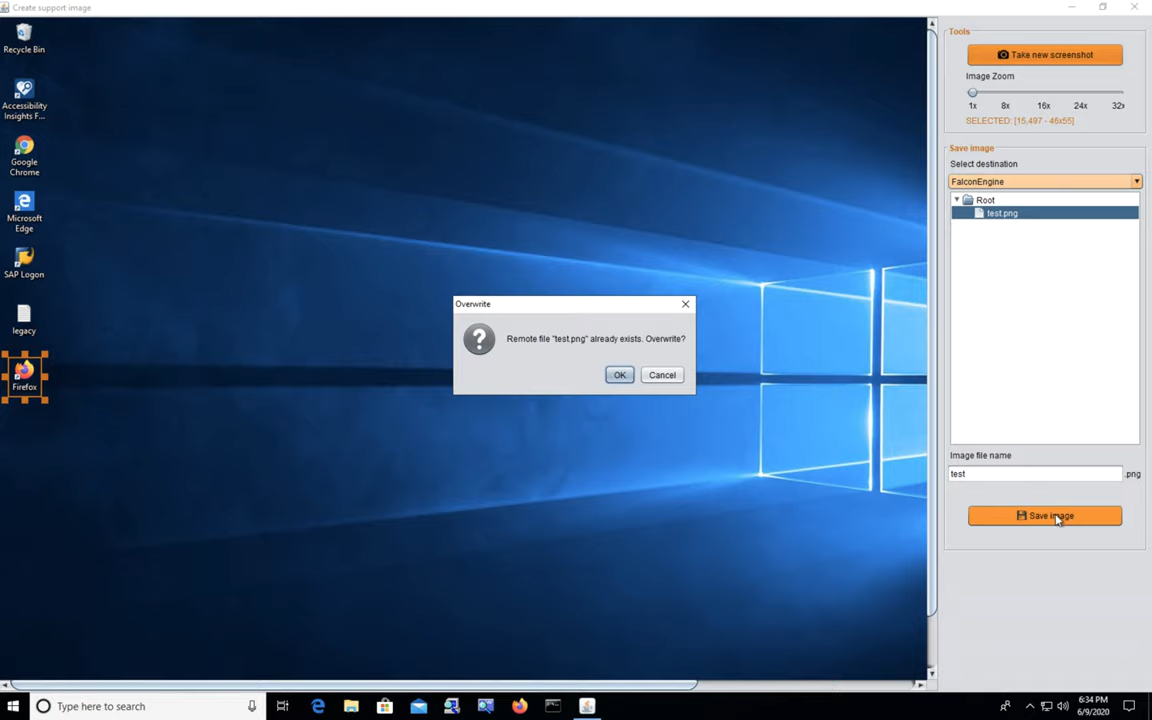 Create support image
Recycle Bin
Accessibility
Insights F...
Google
Chrome
Microsoft
Edge
SAP Logon
legacy
Firefox
Overwrite
Remote file "test.png" already exists. Overwrite?
OK
Cancel
Tools
Take new screenshot
Image Zoom
1x 8x 16x 24x 32x
SELECTED: [15,497 - 46x55]
Save image
Select destination
FalconEngine
Root
test.png
Image file name
test
.png
Save image
Type here to search
6:34 PM
6/9/2020